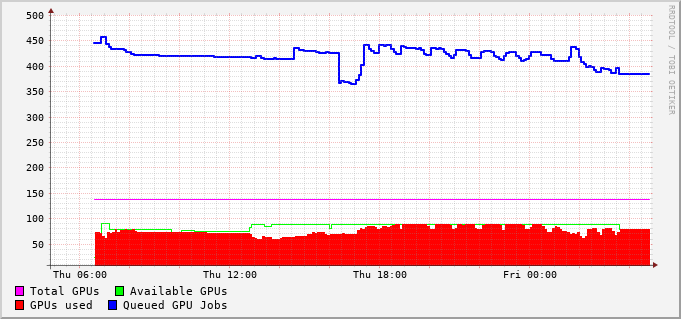 500
450
400
350
300
250
200
150
100
50
Thu 06:00 Thu 12:00 Thu 18:00 Fri 00:00
Total GPUs Available GPUs
GPUs used Queued GPU Jobs
RRDTOOL / TOBI OETIKER